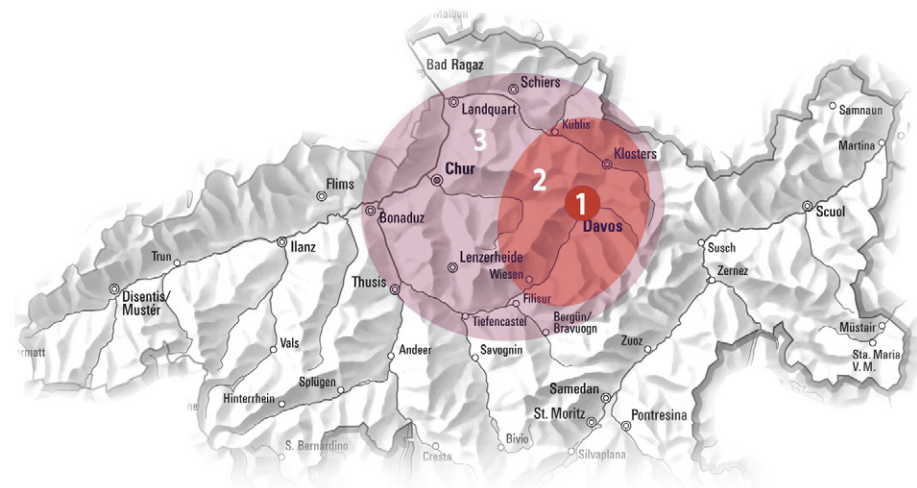 Bad Ragaz
Schiers
Landquart
Küblis
Samnaun
Martina
3
Klosters
Chur
2
Flims
1
Bonaduz
Davos
Scuol
Ilanz
Susch
Trun
Lenzerheide
Wiesen
Zernez
Thusis
Disentis/
Muster
Filisur
Tiefencastel
Bergün/
Bravuogn
Müstair
Zuoz
Sta. Maria
V. M.
Vals
Andeer
Savognin
Splügen
Hinterrhein
Samedan
St. Moritz
Pontresina
S. Bernardino
Bivio
Cresta
Silvaplana